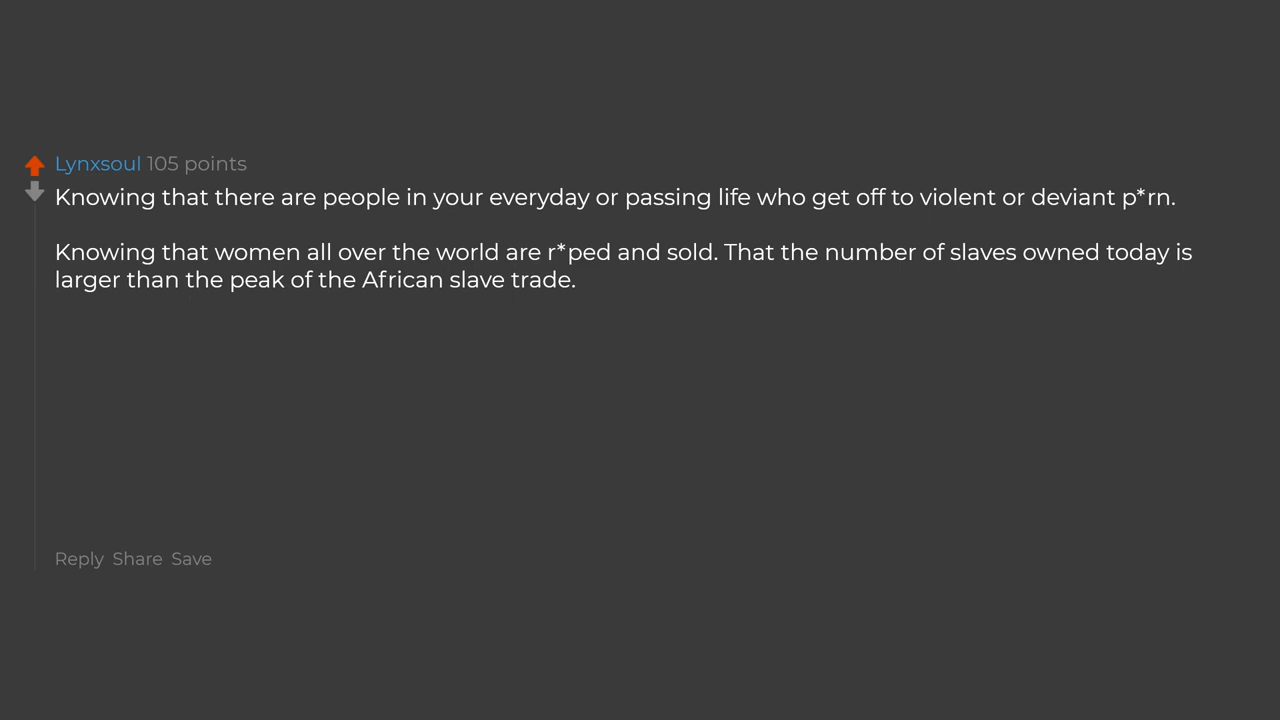 Lynxsoul 105 points
Knowing that there are people in your everyday or passing life who get off to violent or deviant p*rn.
Knowing that women all over the world are r*ped and sold. That the number of slaves owned today is
larger than the peak of the African slave trade.
Reply Share Save